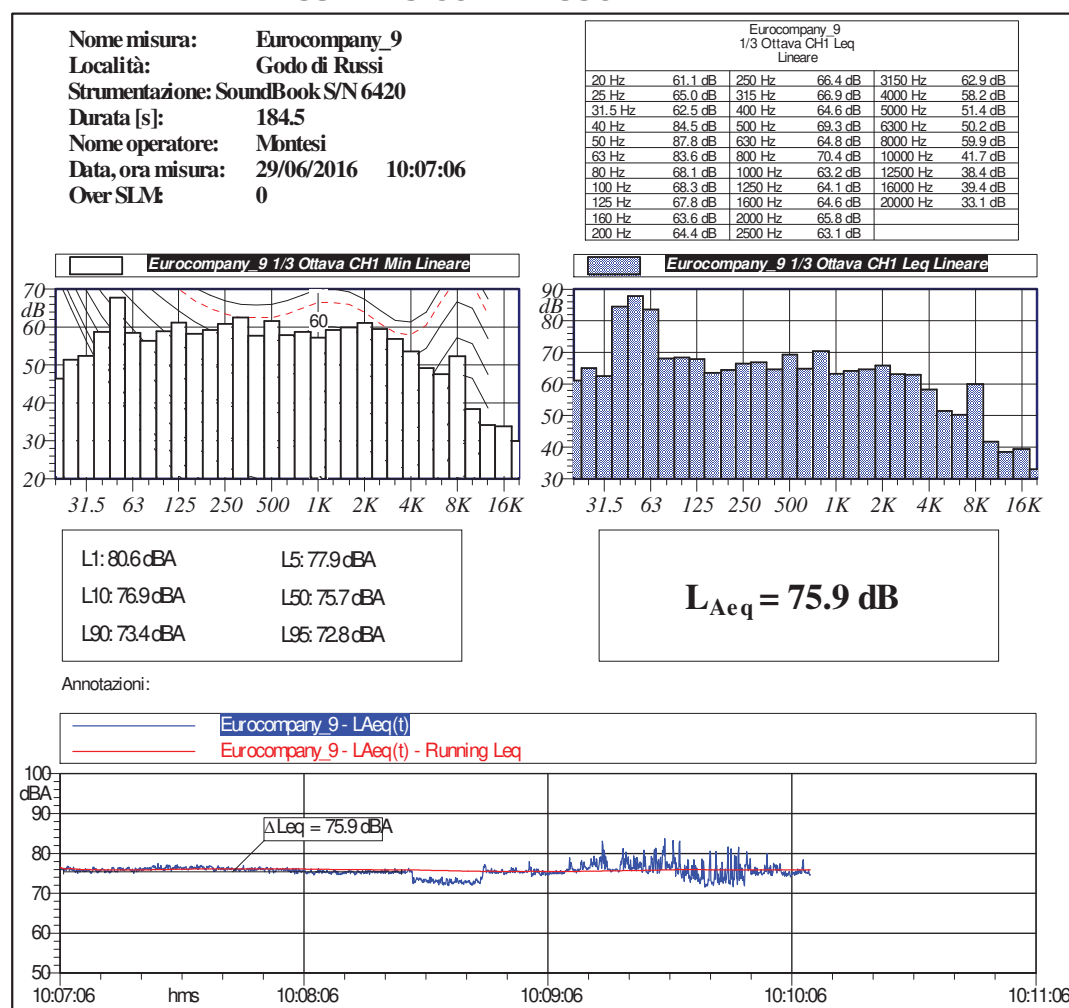 Nome misura: Eurocompany_9
Località: Godo di Russi
Strumentazione: SoundBook S/N 6420
Durata [s]: 184.5
Nome operatore: Montesi
Data, ora misura: 29/06/2016 10:07:06
Over SLM: 0
Eurocompany_9
1/3 Ottava CH1 Leq
Lineare
20 Hz 61.1 dB 250 Hz 66.4 dB 3150 Hz 62.9 dB
25 Hz 65.0 dB 315 Hz 66.9 dB 4000 Hz 58.2 dB
31.5 Hz 62.5 dB 400 Hz 64.6 dB 5000 Hz 51.4 dB
40 Hz 84.5 dB 500 Hz 69.3 dB 6300 Hz 50.2 dB
50 Hz 87.8 dB 630 Hz 64.8 dB 8000 Hz 59.9 dB
63 Hz 83.6 dB 800 Hz 70.4 dB 10000 Hz 41.7 dB
80 Hz 68.1 dB 1000 Hz 63.2 dB 12500 Hz 38.4 dB
100 Hz 68.3 dB 1250 Hz 64.1 dB 16000 Hz 39.4 dB
125 Hz 67.8 dB 1600 Hz 64.6 dB 20000 Hz 33.1 dB
160 Hz 63.6 dB 2000 Hz 65.8 dB
200 Hz 64.4 dB 2500 Hz 63.1 dB
Eurocompany_9 1/3 Ottava CH1 Min Lineare
70
dB
60
50
40
30
20
60
31.5 63 125 250 500 1K 2K 4K 8K 16K
Eurocompany_9 1/3 Ottava CH1 Leq Lineare
90
dB
80
70
60
50
40
30
31.5 63 125 250 500 1K 2K 4K 8K 16K
L1: 80.6 dBA L5: 77.9 dBA
L10: 76.9 dBA L50: 75.7 dBA
L90: 73.4 dBA L95: 72.8 dBA
LAeq = 75.9 dB
Annotazioni:
Eurocompany_9 - LAeq(t)
Eurocompany_9 - LAeq(t) - Running Leq
100
dBA
90
80
70
60
50
Δ Leq = 75.9 dBA
10:07:06 hms 10:08:06 10:09:06 10:10:06 10:11:06